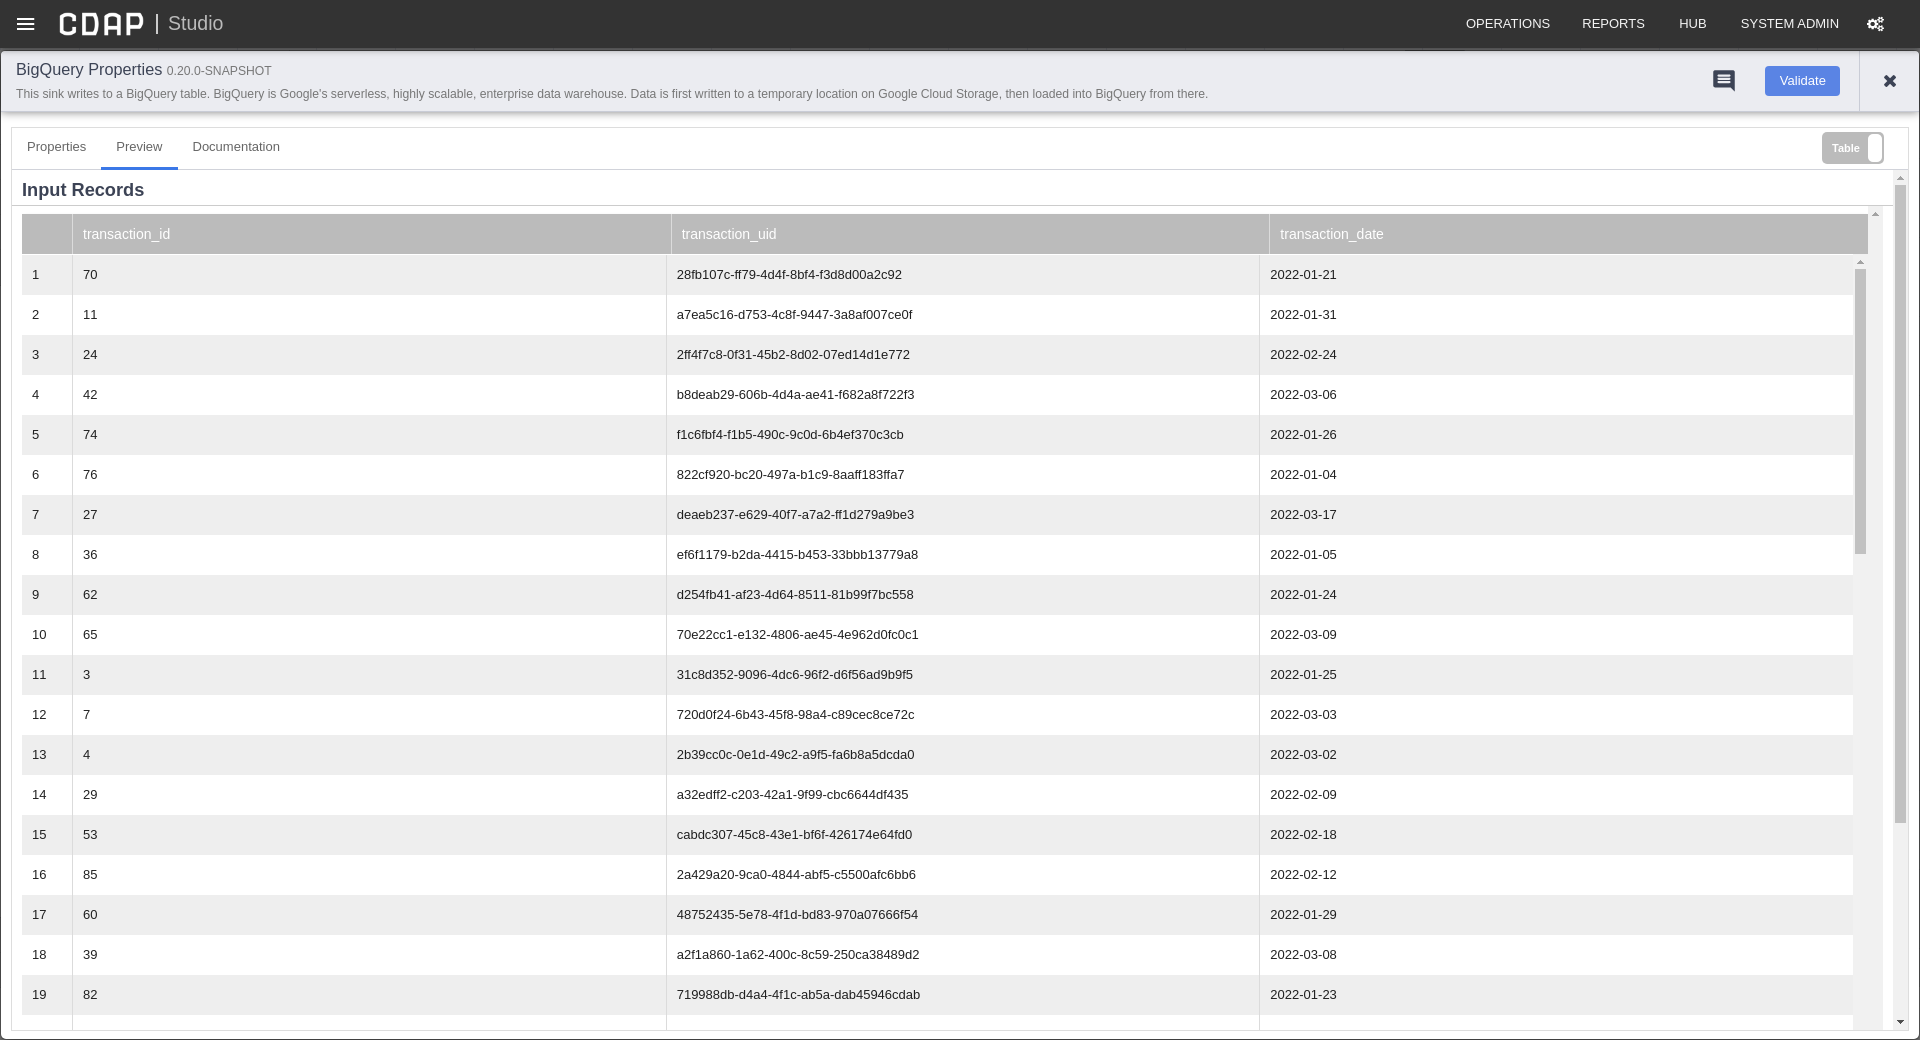 CDAP | Studio OPERATIONS REPORTS HUB SYSTEM ADMIN
BigQuery Properties 0.20.0-SNAPSHOT
Validate
This sink writes to a BigQuery table. BigQuery is Google's serverless, highly scalable, enterprise data warehouse. Data is first written to a temporary location on Google Cloud Storage, then loaded into BigQuery from there.
Properties Preview Documentation Table
Input Records
transaction_id transaction_uid transaction_date
1 70 28fb107c-ff79-4d4f-8bf4-f3d8d00a2c92 2022-01-21
2 11 a7ea5c16-d753-4c8f-9447-3a8af007ce0f 2022-01-31
3 24 2ff4f7c8-0f31-45b2-8d02-07ed14d1e772 2022-02-24
4 42 b8deab29-606b-4d4a-ae41-f682a8f722f3 2022-03-06
5 74 f1c6fbf4-f1b5-490c-9c0d-6b4ef370c3cb 2022-01-26
6 76 822cf920-bc20-497a-b1c9-8aaff183ffa7 2022-01-04
7 27 deaeb237-e629-40f7-a7a2-ff1d279a9be3 2022-03-17
8 36 ef6f1179-b2da-4415-b453-33bbb13779a8 2022-01-05
9 62 d254fb41-af23-4d64-8511-81b99f7bc558 2022-01-24
10 65 70e22cc1-e132-4806-ae45-4e962d0fc0c1 2022-03-09
11 3 31c8d352-9096-4dc6-96f2-d6f56ad9b9f5 2022-01-25
12 7 720d0f24-6b43-45f8-98a4-c89cec8ce72c 2022-03-03
13 4 2b39cc0c-0e1d-49c2-a9f5-fa6b8a5dcda0 2022-03-02
14 29 a32edff2-c203-42a1-9f99-cbc6644df435 2022-02-09
15 53 cabdc307-45c8-43e1-bf6f-426174e64fd0 2022-02-18
16 85 2a429a20-9ca0-4844-abf5-c5500afc6bb6 2022-02-12
17 60 48752435-5e78-4f1d-bd83-970a07666f54 2022-01-29
18 39 a2f1a860-1a62-400c-8c59-250ca38489d2 2022-03-08
19 82 719988db-d4a4-4f1c-ab5a-dab45946cdab 2022-01-23